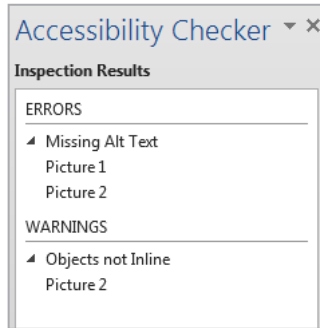 Accessibility Checker
Inspection Results
ERRORS
Missing Alt Text
Picture 1
Picture 2
WARNINGS
Objects not Inline
Picture 2